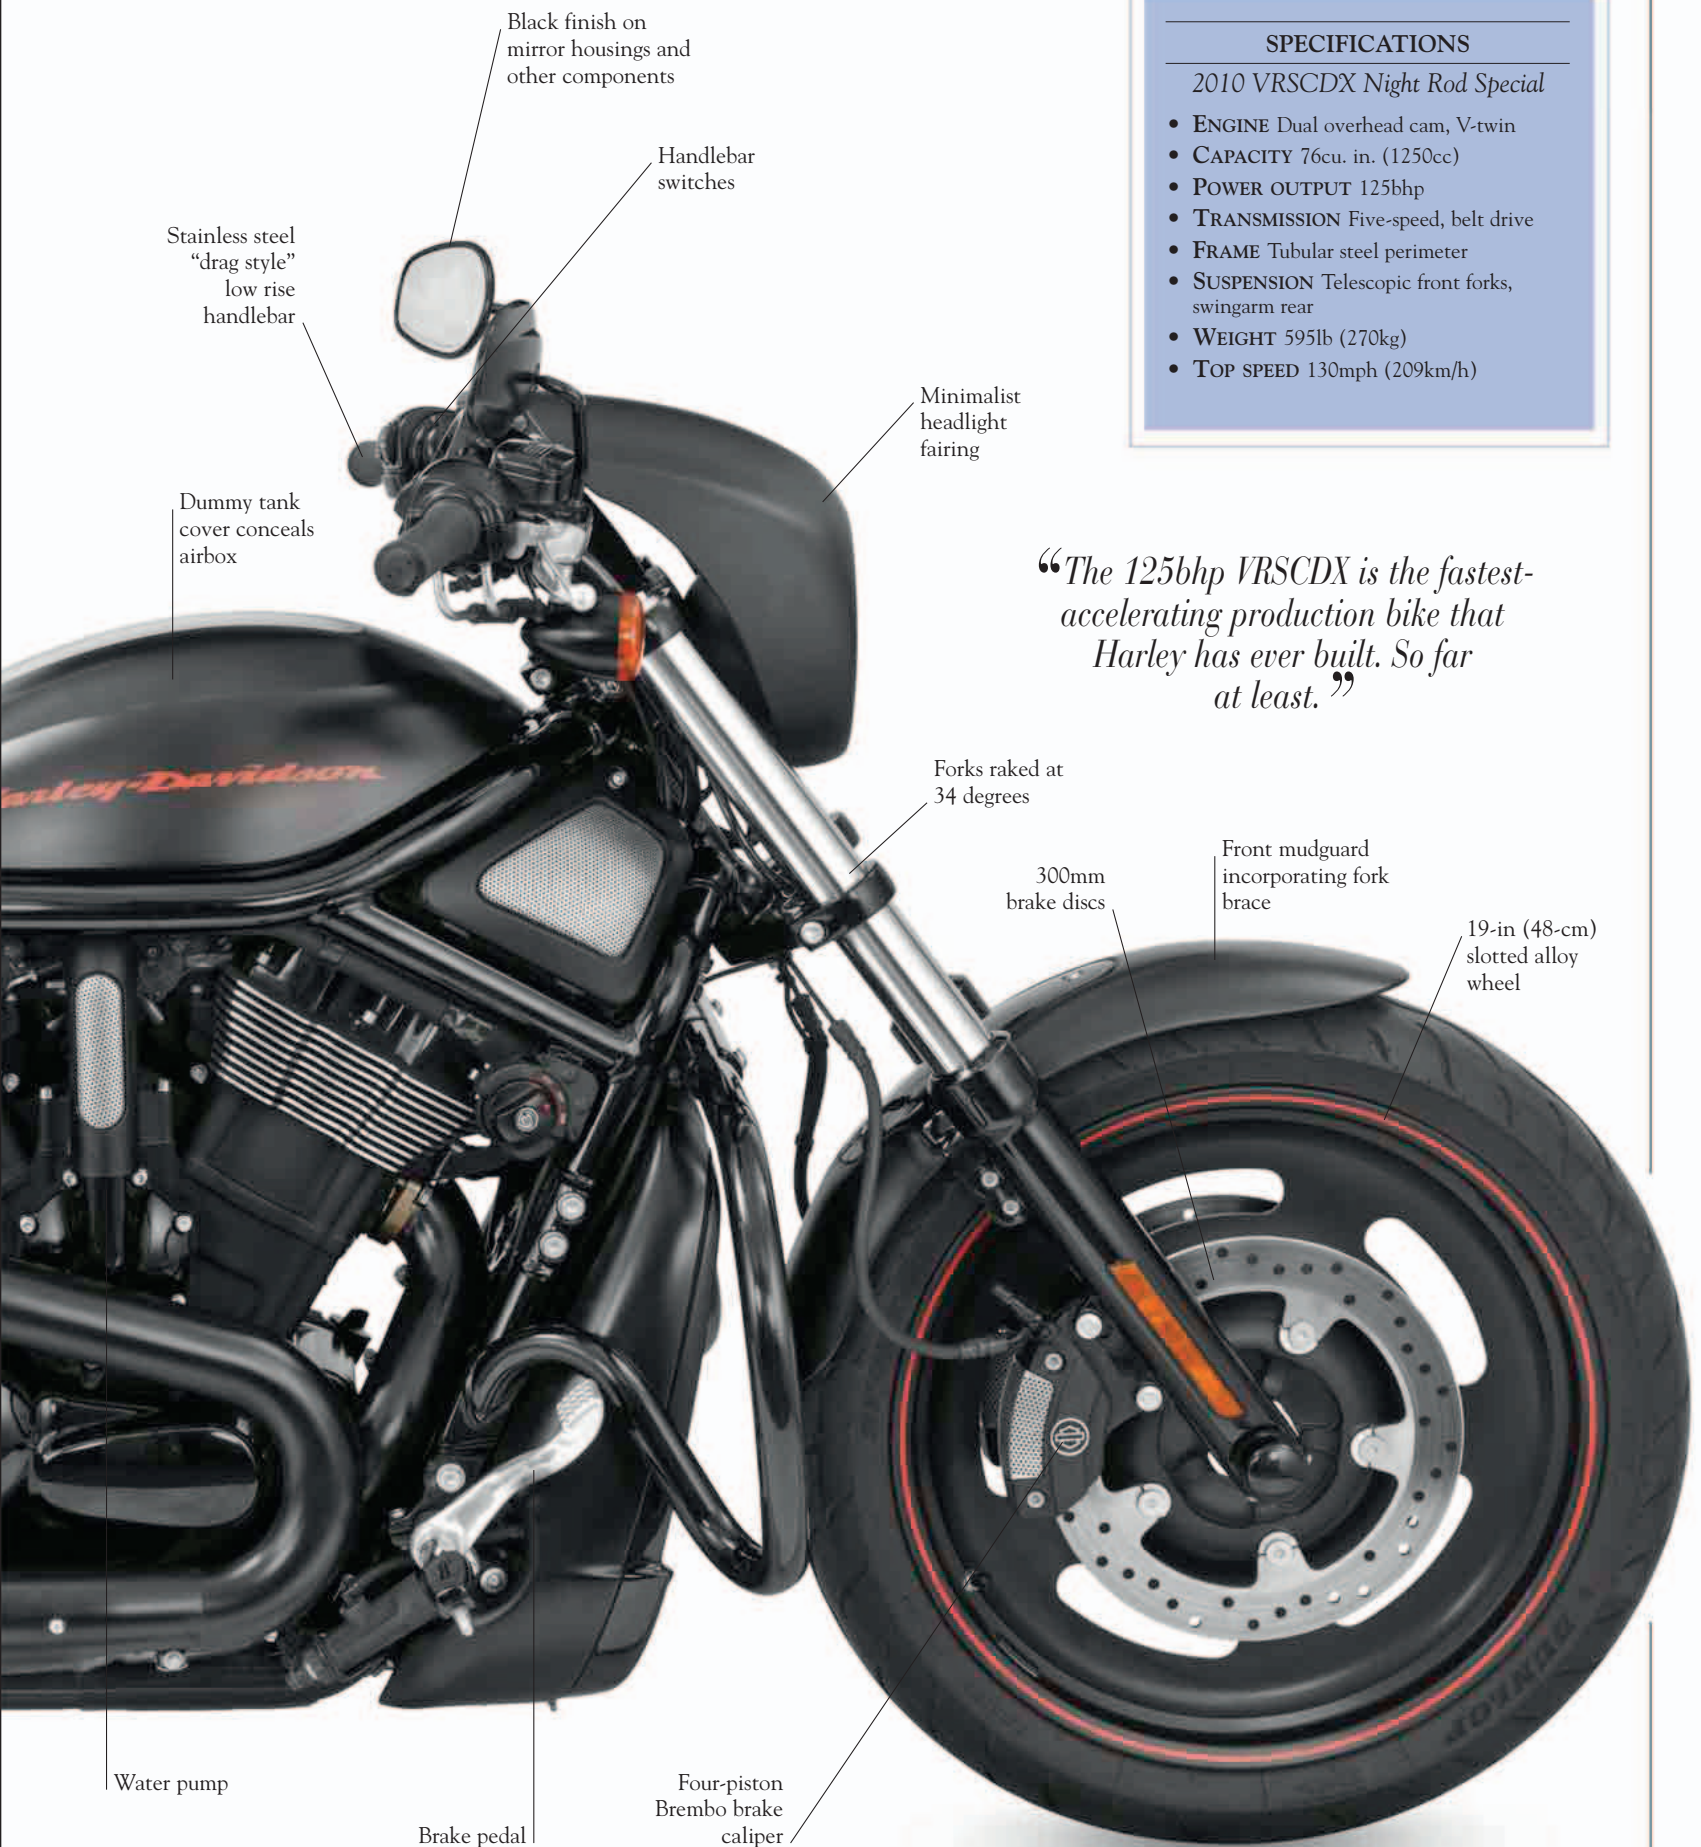 Black finish on
mirror housings and
other components
Handlebar
switches
Stainless steel
“drag style”
low rise
handlebar
Dummy tank
cover conceals
airbox
SPECIFICATIONS
2010 VRSCDX Night Rod Special
• ENGINE Dual overhead cam, V-twin
• CAPACITY 76cu. in. (1250cc)
• POWER OUTPUT 125bhp
• TRANSMISSION Five-speed, belt drive
• FRAME Tubular steel perimeter
• SUSPENSION Telescopic front forks,
swingarm rear
• WEIGHT 595lb (270kg)
• TOP SPEED 130mph (209km/h)
Minimalist
headlight
fairing
“The 125bhp VRSCDX is the fastest-
accelerating production bike that
Harley has ever built. So far
at least.”
arley-Davidson
Forks raked at
34 degrees
300mm
brake discs
Front mudguard
incorporating fork
brace
19-in (48-cm)
slotted alloy
wheel
DUNLOP
Water pump
Brake pedal
Four-piston
Brembo brake
caliper